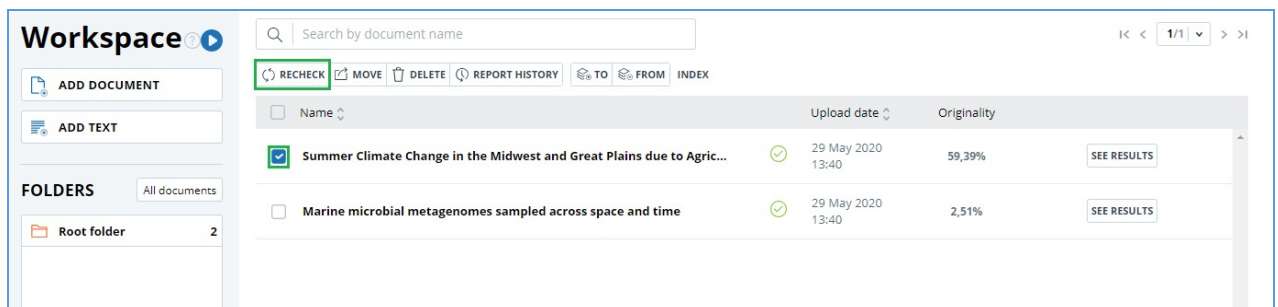 Workspace
Search by document name
1/1
ADD DOCUMENT
RECHECK MOVE DELETE REPORT HISTORY TO FROM INDEX
Name Upload date Originality
ADD TEXT
Summer Climate Change in the Midwest and Great Plains due to Agric... 29 May 2020 13:40 59,39% SEE RESULTS
FOLDERS All documents
Marine microbial metagenomes sampled across space and time 29 May 2020 13:40 2,51% SEE RESULTS
Root folder 2